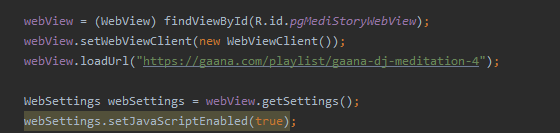 webView = (WebView) findViewById(R.id.pgMediStoryWebView);
webView.setWebViewClient(new WebViewClient());
webView.loadUrl("https://gaana.com/playlist/gaana-dj-meditation-4");
WebSettings webSettings = webView.getSettings();
webSettings.setJavaScriptEnabled(true);